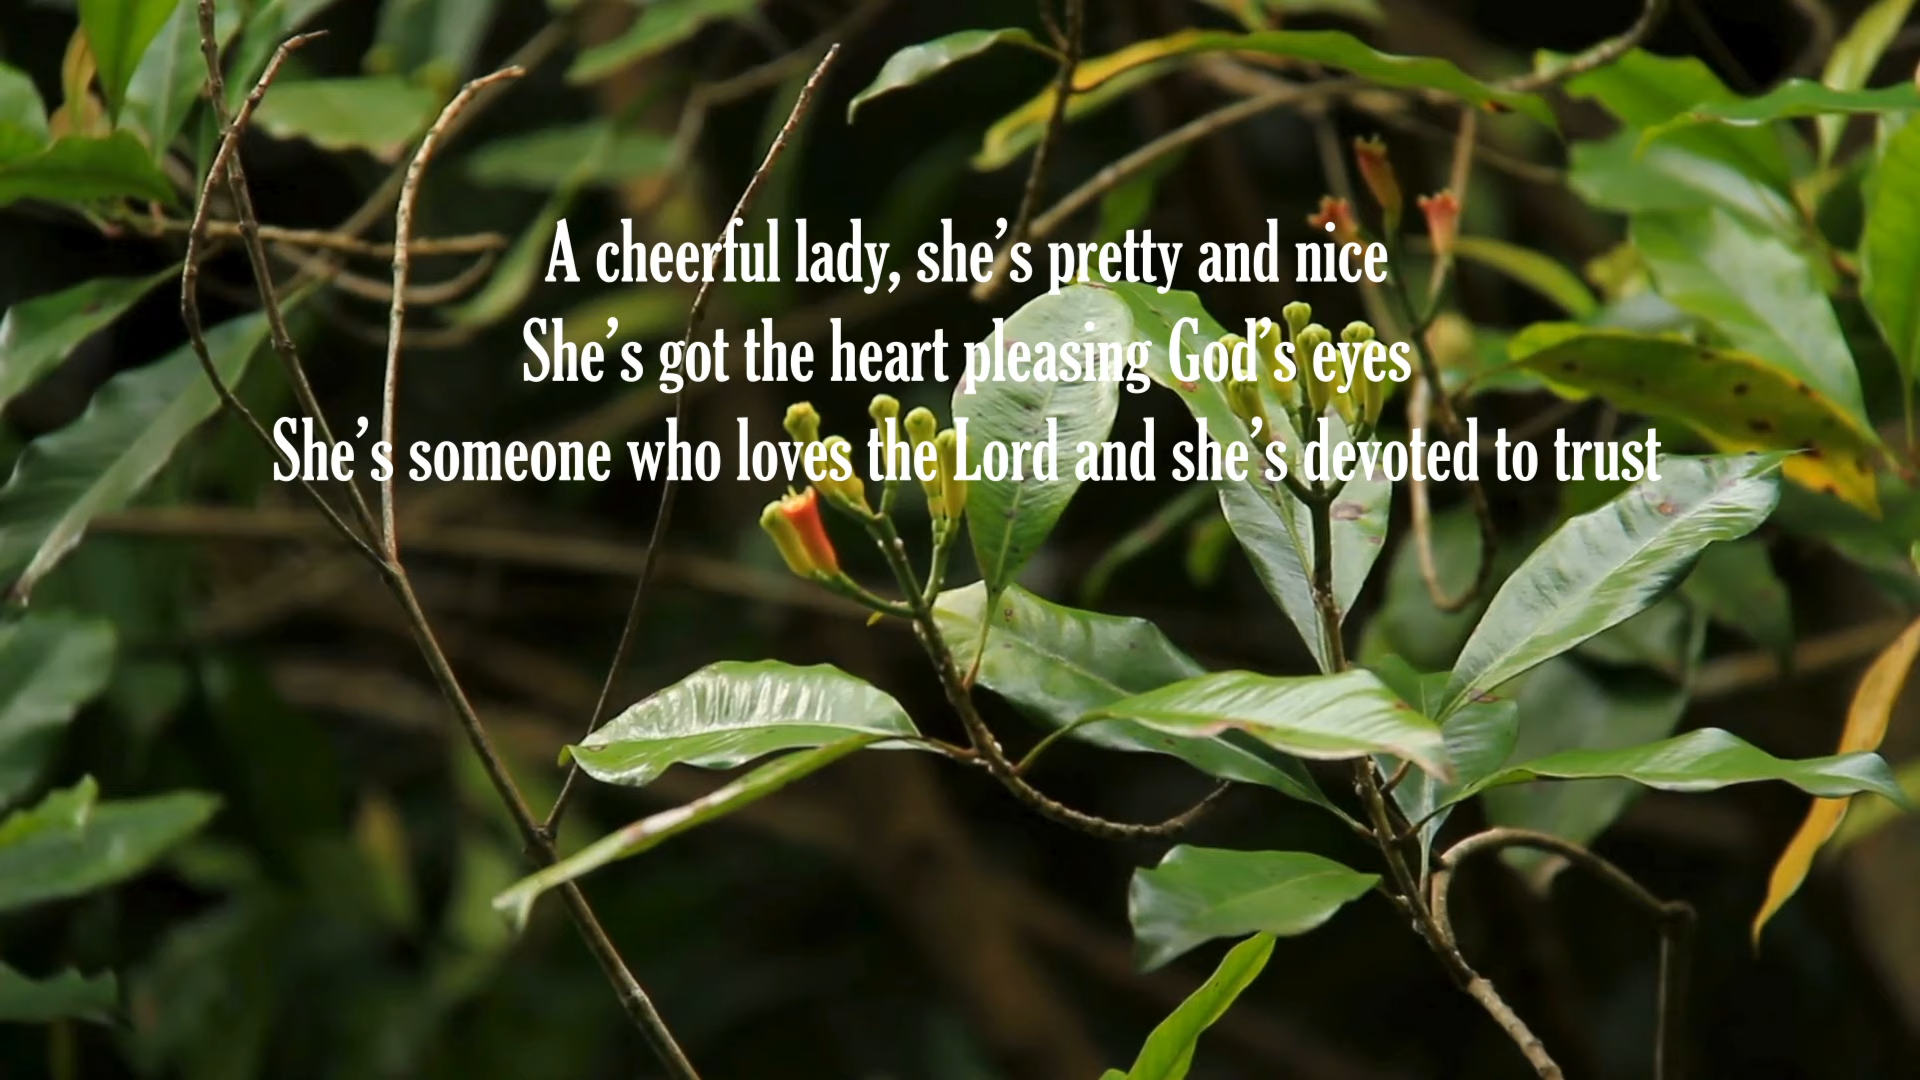 A cheerful lady, she’s pretty and nice
She’s got the heart pleasing God’s eyes
She’s someone who loves the Lord and she’s devoted to trust